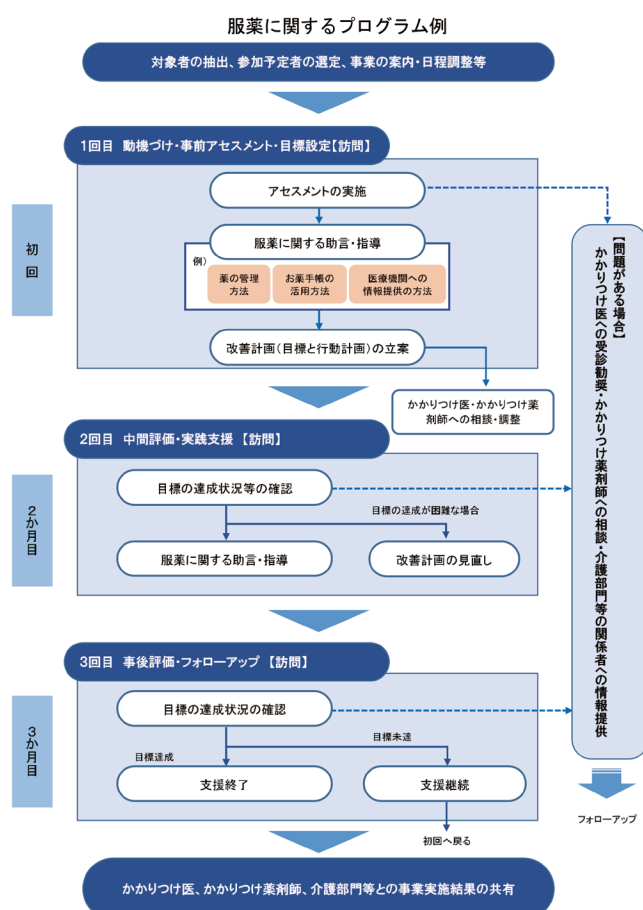 服薬に関するプログラム例
対象者の抽出、参加予定者の選定、事業の案内・日程調整等
1回目 動機づけ・事前アセスメント・目標設定【訪問】
初回
アセスメントの実施
服薬に関する助言・指導
例）
薬の管理
方法
お薬手帳の
活用方法
医療機関への
情報提供の方法
改善計画（目標と行動計画）の立案
かかりつけ医・かかりつけ薬
剤師への相談・調整
2回目 中間評価・実践支援 【訪問】
2か月目
目標の達成状況等の確認
目標の達成が困難な場合
服薬に関する助言・指導
改善計画の見直し
3回目 事後評価・フォローアップ 【訪問】
3か月目
目標の達成状況の確認
目標達成
目標未達
支援終了
支援継続
初回へ戻る
【問題がある場合】
かかりつけ医への受診勧奨・かかりつけ薬剤師への相談・介護部門等の関係者への情報提供
フォローアップ
かかりつけ医、かかりつけ薬剤師、介護部門等との事業実施結果の共有